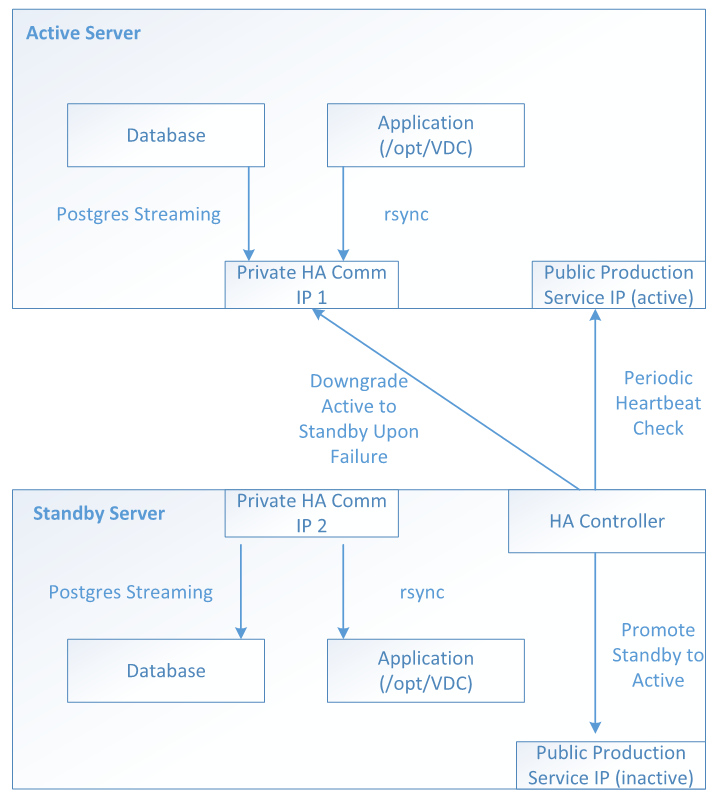 Active Server
Database
Application
(/opt/VDC)
Postgres Streaming
rsync
Private HA Comm
IP 1
Public Production
Service IP (active)
Downgrade
Active to
Standby Upon
Failure
Periodic
Heartbeat
Check
Standby Server
Private HA Comm
IP 2
HA Controller
Postgres Streaming
rsync
Database
Application
(/opt/VDC)
Promote
Standby to
Active
Public Production
Service IP (inactive)